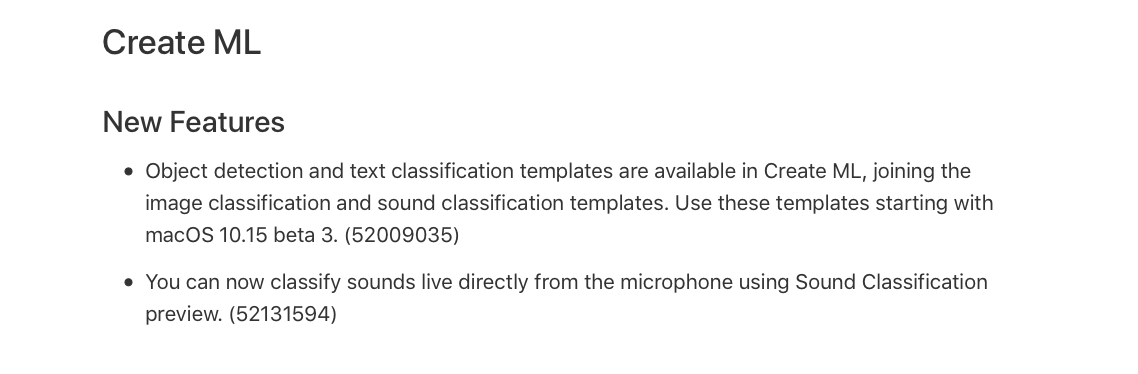 Create ML
New Features
• Object detection and text classification templates are available in Create ML, joining the
image classification and sound classification templates. Use these templates starting with
macOS 10.15 beta 3. (52009035)
• You can now classify sounds live directly from the microphone using Sound Classification
preview. (52131594)